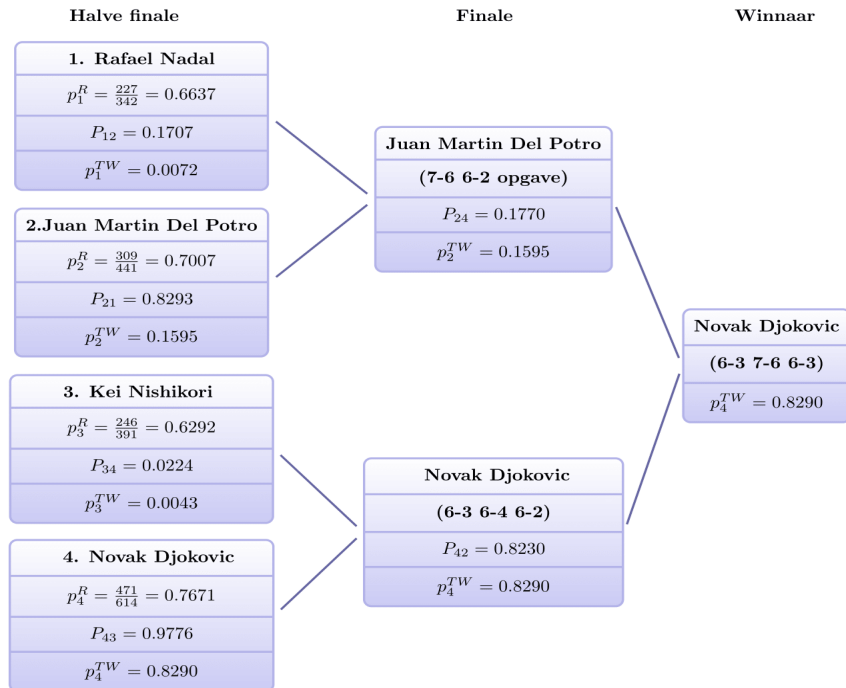 Halve finale
Finale
Winnaar
1. Rafael Nadal
p_1^R = 227/342 = 0.6637
P_12 = 0.1707
p_1^TW = 0.0072
2.Juan Martin Del Potro
p_2^R = 309/441 = 0.7007
P_21 = 0.8293
p_2^TW = 0.1595
3. Kei Nishikori
p_3^R = 246/391 = 0.6292
P_34 = 0.0224
p_3^TW = 0.0043
4. Novak Djokovic
p_4^R = 471/614 = 0.7671
P_43 = 0.9776
p_4^TW = 0.8290
Juan Martin Del Potro
(7-6 6-2 opgave)
P_24 = 0.1770
p_2^TW = 0.1595
Novak Djokovic
(6-3 6-4 6-2)
P_42 = 0.8230
p_4^TW = 0.8290
Novak Djokovic
(6-3 7-6 6-3)
p_4^TW = 0.8290